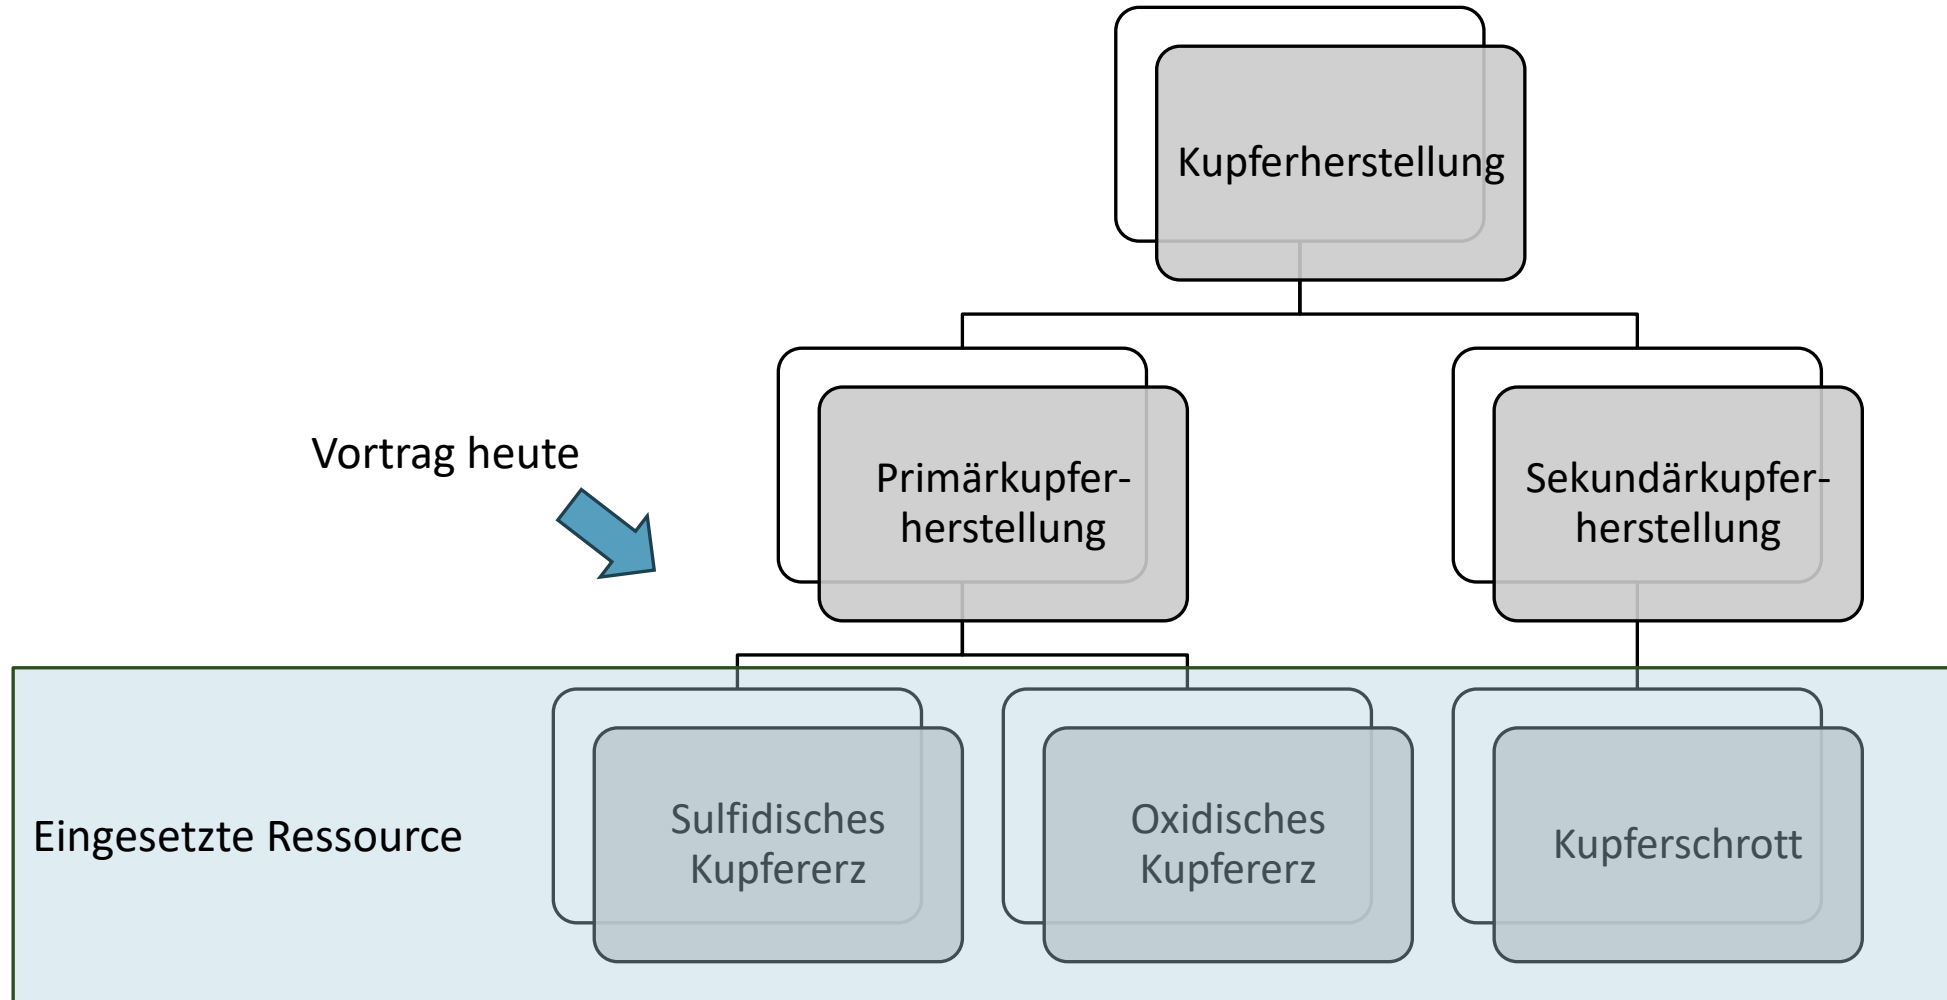 Kupferherstellung
Vortrag heute
Primärkupfer-
herstellung
Sekundärkupfer-
herstellung
Eingesetzte Ressource
Sulfidisches
Kupfererz
Oxidisches
Kupfererz
Kupferschrott